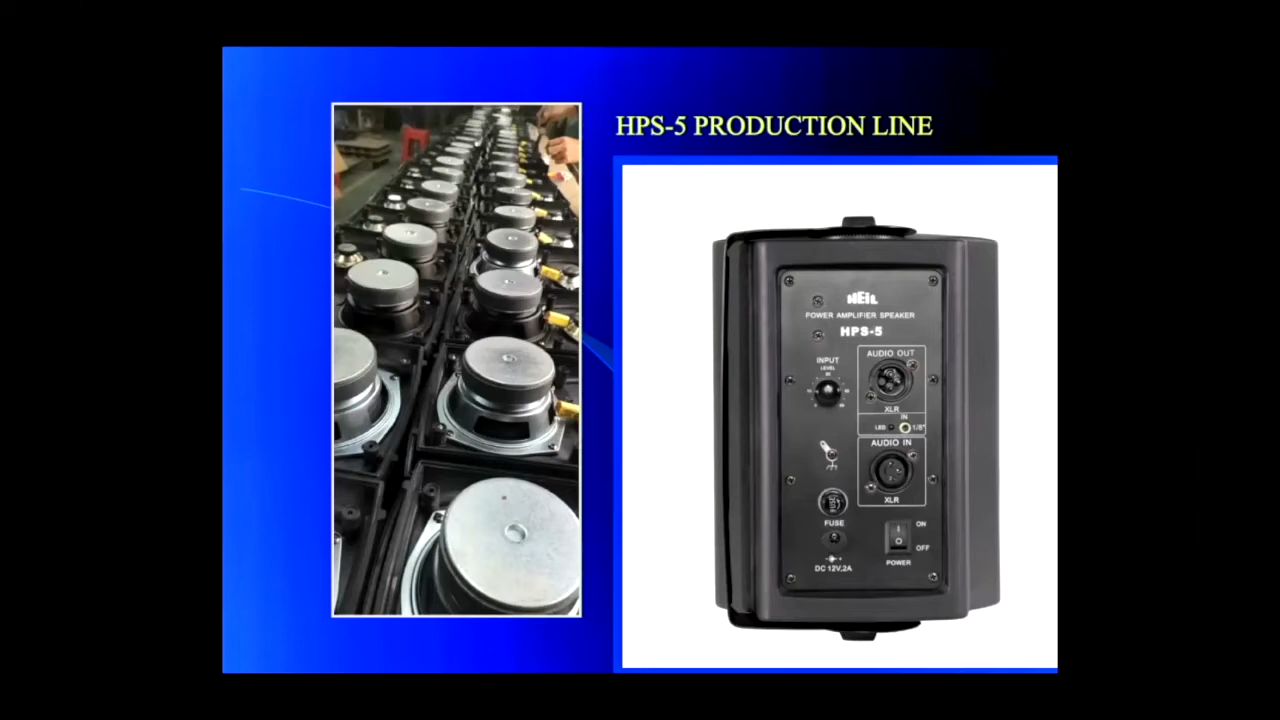 HPS-5 PRODUCTION LINE
HEIL
POWER AMPLIFIER SPEAKER
HPS-5
INPUT
LEVEL
AUDIO OUT
XLR
IN
LED
1/8"
AUDIO IN
XLR
FUSE
ON
OFF
POWER
DC 12V,2A